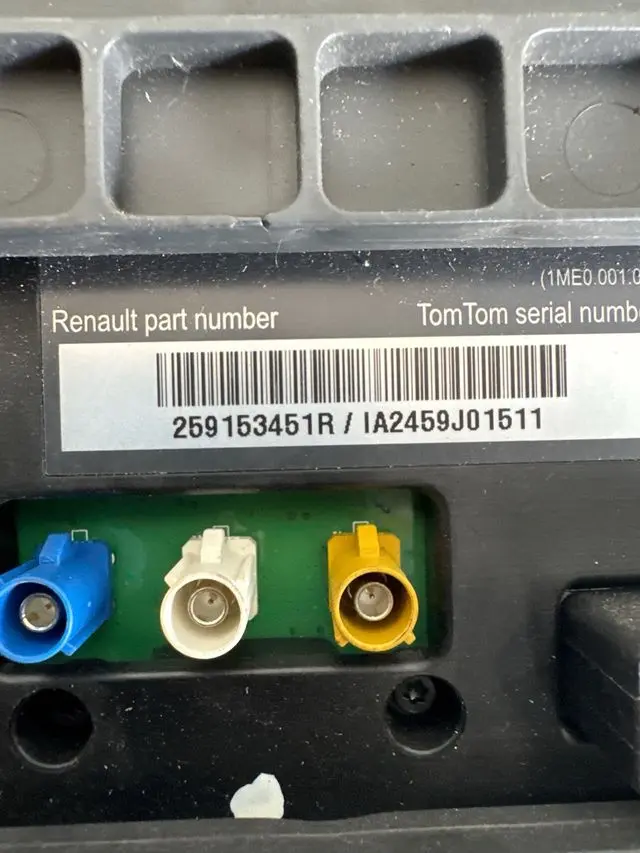 (1ME0.001.0
Renault part number TomTom serial numbe
259153451R / IA2459J01511